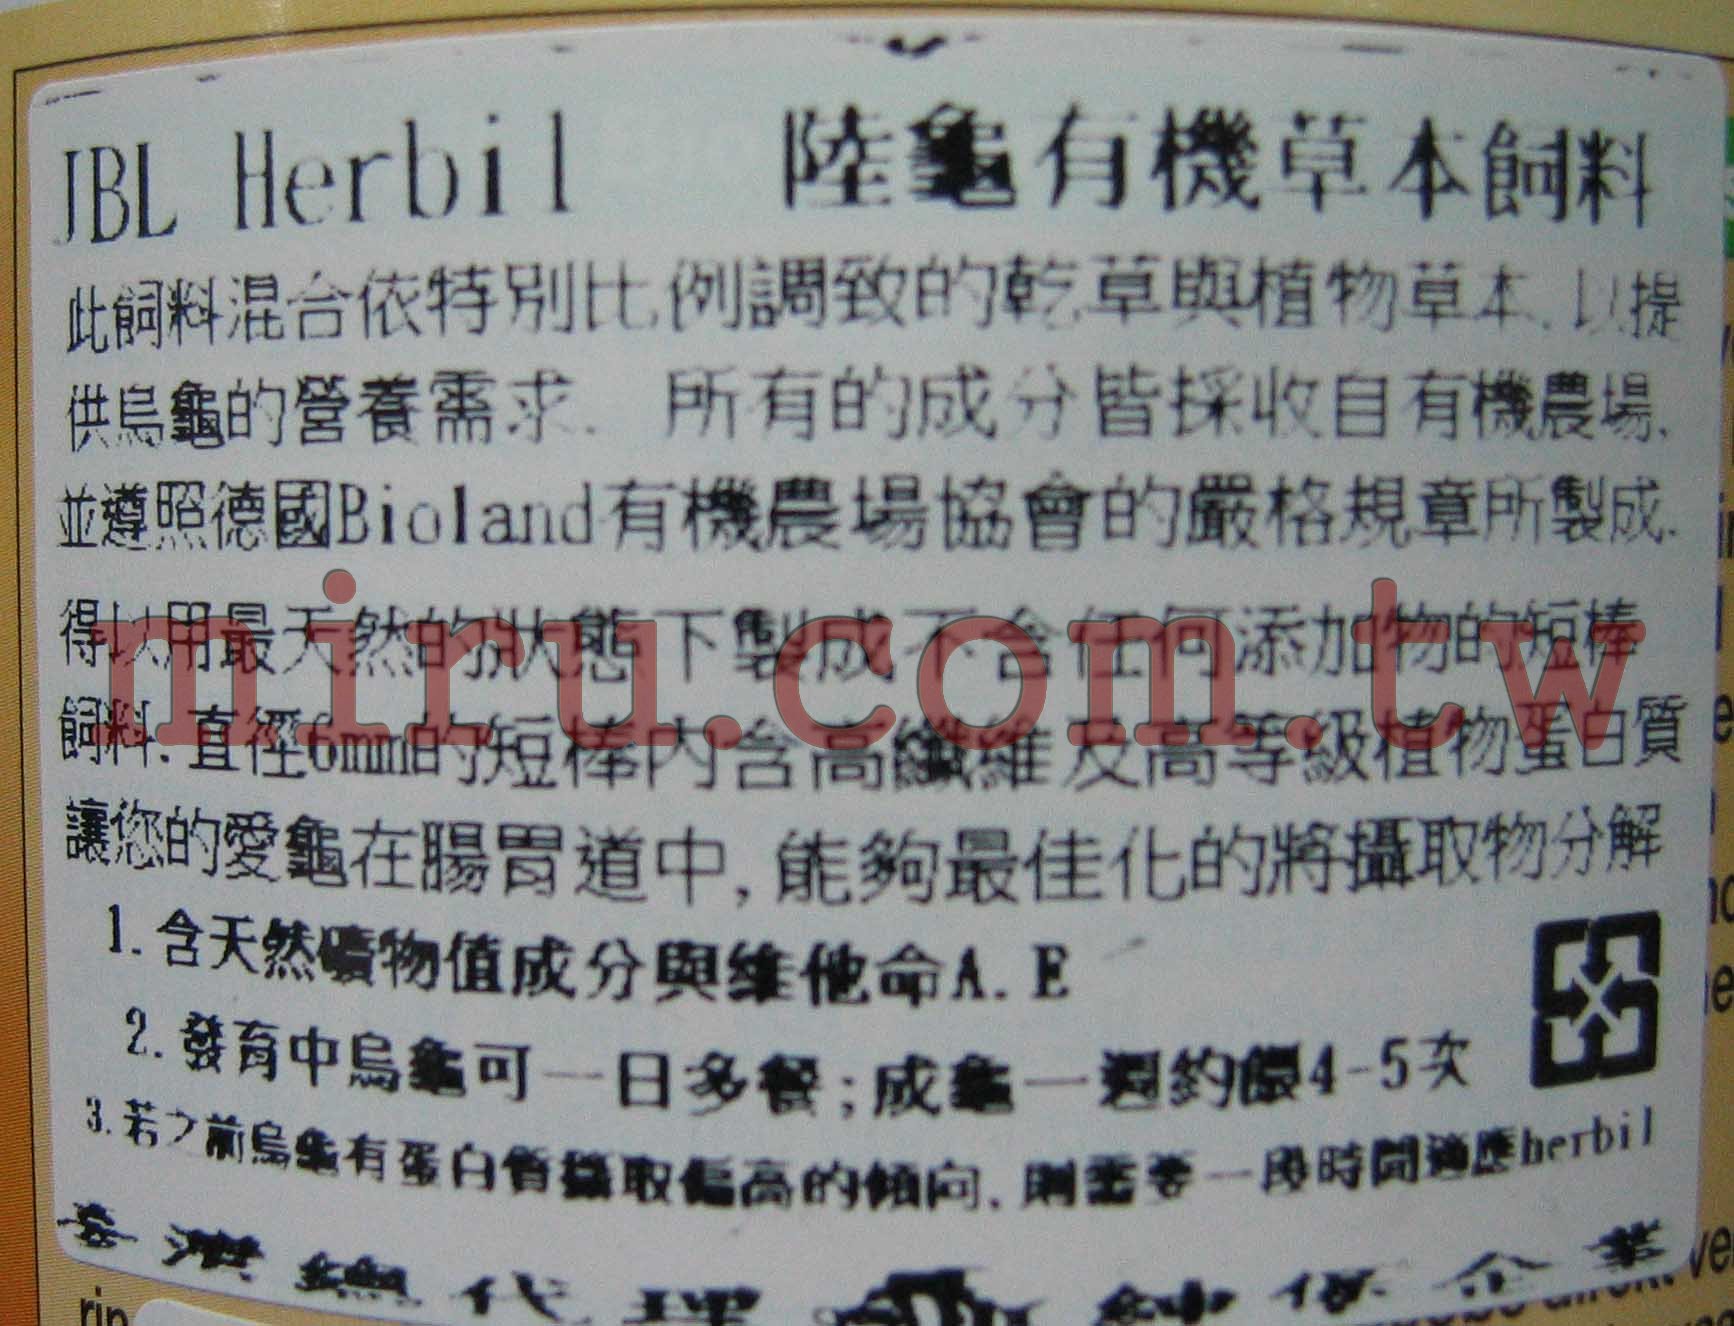 JBL Herbil 陸龜有機草本飼料
此飼料混合依特別比例調致的乾草與植物草本, 以提
供烏龜的營養需求. 所有的成分皆採收自有機農場,
並遵照德國Bioland有機農場協會的嚴格規章所製成.
得以用最天然的狀態下製成不含任何添加物的短棒
飼料. 直徑6mm的短棒內含高纖維及高等級植物蛋白質
讓您的愛龜在腸胃道中, 能夠最佳化的將攝取物分解
1. 含天然礦物值成分與維他命A. E
2. 發育中烏龜可一日多餐; 成龜一週約餵4-5次
3. 若之前烏龜有蛋白質攝取偏高的傾向, 則需要一段時間適應herbil
臺灣總代理
miru.com.tw